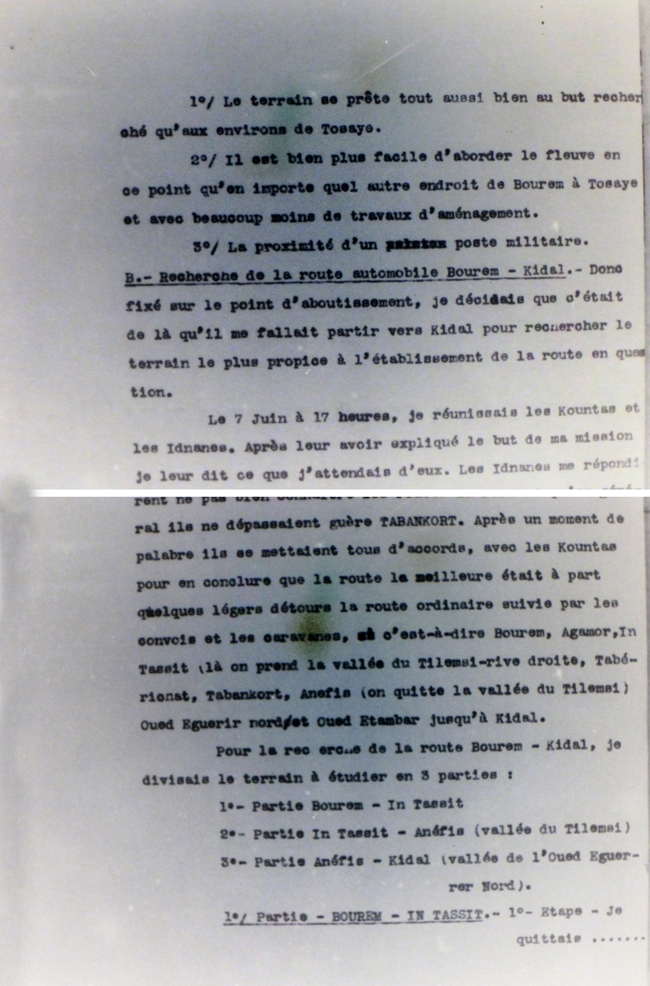 1°/ Le terrain se prête tout aussi bien au but recher
ché qu'aux environs de Tosaye.
2°/ Il est bien plus facile d'aborder le fleuve en
ce point qu'en importe quel autre endroit de Bourem à Tosaye
et avec beaucoup moins de travaux d'aménagement.
3°/ La proximité d'un poste militaire.
B.- Recherche de la route automobile Bourem - Kidal.- Donc
fixé sur le point d'aboutissement, je décidais que c'était
de là qu'il me fallait partir vers Kidal pour rechercher le
terrain le plus propice à l'établissement de la route en ques
tion.
Le 7 Juin à 17 heures, je réunissais les Kountas et
les Idnanes. Après leur avoir expliqué le but de ma mission
je leur dit ce que j'attendais d'eux. Les Idnanes me répondi-
rent ne pas bien
ral ils ne dépassaient guère TABANKORT. Après un moment de
palabre ils se mettaient tous d'accords, avec les Kountas
pour en conclure que la route la meilleure était à part
quelques légers détours la route ordinaire suivie par les
convois et les caravanes, c'est-à-dire Bourem, Agamor,In
Tassit (là on prend la vallée du Tilemsi-rive droite, Tabé-
rionat, Tabankort, Anefis (on quitte la vallée du Tilemsi)
Oued Eguerir nord/et Oued Etambar jusqu'à Kidal.
Pour la rec erche de la route Bourem - Kidal, je
divisais le terrain à étudier en 3 parties :
1°- Partie Bourem - In Tassit
2°- Partie In Tassit - Anéfis (vallée du Tilemsi)
3°- Partie Anéfis - Kidal (vallée de l'Oued Eguer-
rer Nord).
1°/ Partie - BOUREM - IN TASSIT.- 1°- Etape - Je
quittais .......